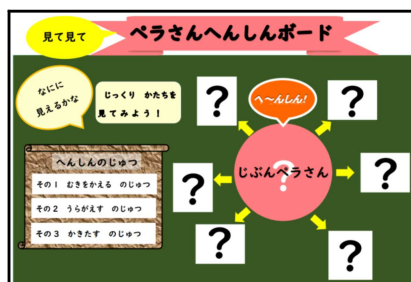 見て見て
ペラさんへんしんボード
なにに
見えるかな
じっくり かたちを
見てみよう！
へ〜んしん!
へんしんのじゅつ
その１ むきをかえる のじゅつ
その２ うらがえす のじゅつ
その３ かきたす のじゅつ
じぶんペラさん
?
?
?
?
?
?
?